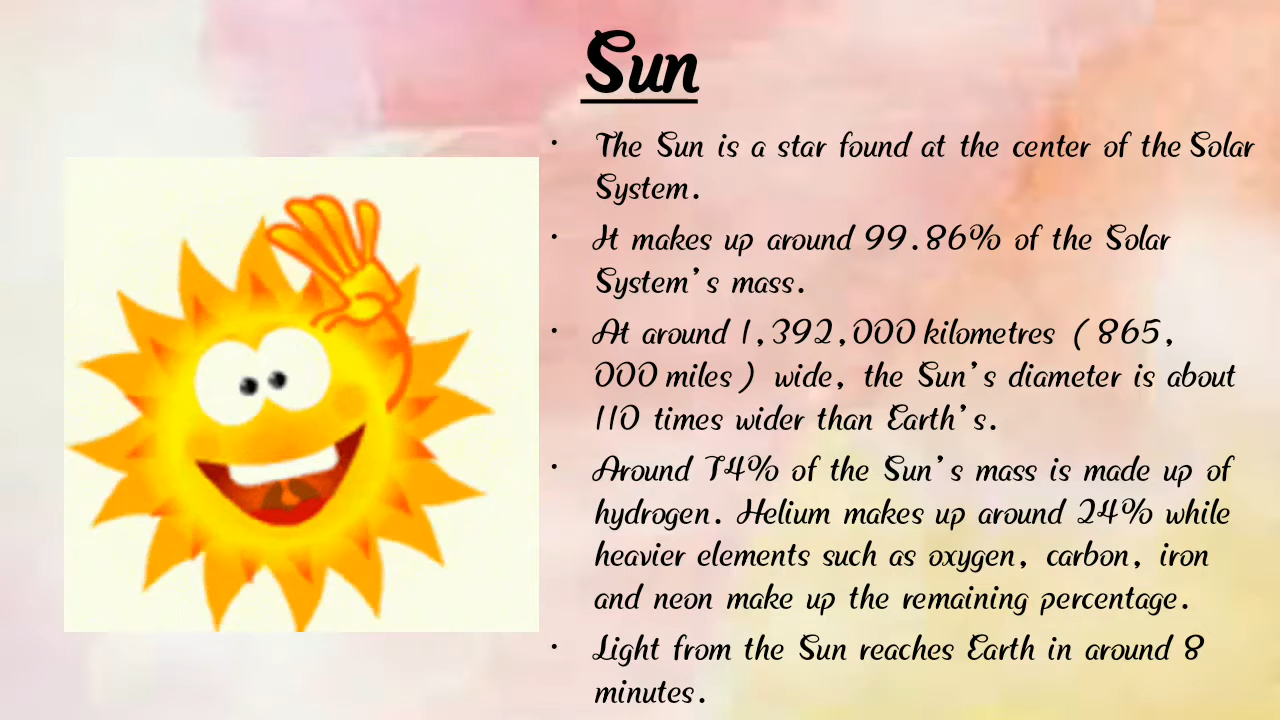 Sun
• The Sun is a star found at the center of the Solar
System.
• It makes up around 99.86% of the Solar
System's mass.
• At around 1,392,000 kilometres (865,
000 miles) wide, the Sun's diameter is about
110 times wider than Earth's.
• Around 74% of the Sun's mass is made up of
hydrogen. Helium makes up around 24% while
heavier elements such as oxygen, carbon, iron
and neon make up the remaining percentage.
• Light from the Sun reaches Earth in around 8
minutes.